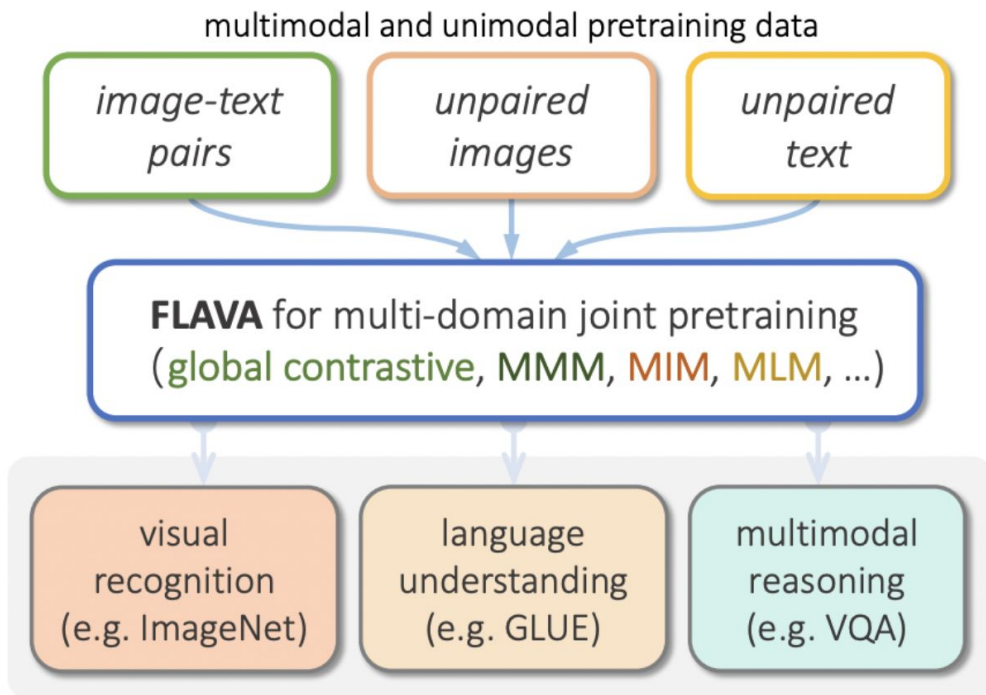 multimodal and unimodal pretraining data
image-text
pairs
unpaired
images
unpaired
text
FLAVA for multi-domain joint pretraining
(global contrastive, MMM, MIM, MLM, ...)
visual
recognition
(e.g. ImageNet)
language
understanding
(e.g. GLUE)
multimodal
reasoning
(e.g. VQA)